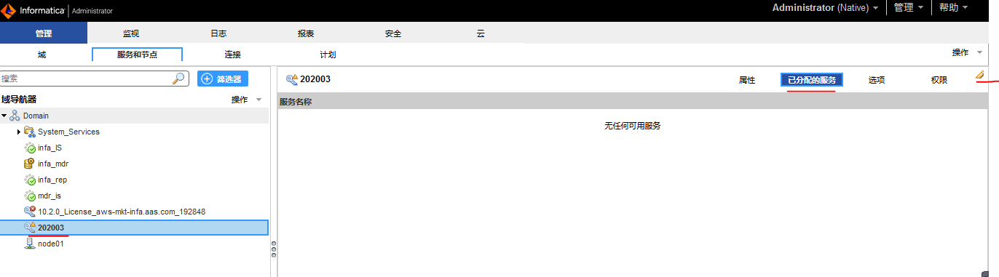 Informatica Administrator
Administrator (Native) 管理 帮助
管理 监视 日志 报表 安全 云
域 服务和节点 连接 计划 操作
搜索 筛选器
域导航器 操作
Domain
System_Services
infa_IS
infa_mdr
infa_rep
mdr_is
10.2.0_License_aws-mkt-infa.aas.com_192848
202003
node01
202003 属性 已分配的服务 选项 权限
服务名称
无任何可用服务